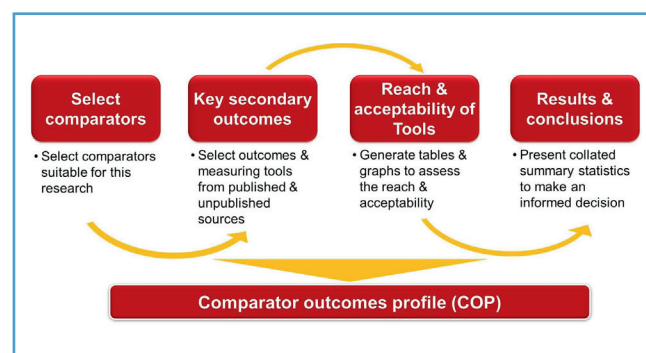 Select
comparators
• Select comparators
suitable for this
research
Key secondary
outcomes
• Select outcomes &
measuring tools
from published &
unpublished
sources
Reach &
acceptability of
Tools
• Generate tables &
graphs to assess
the reach &
acceptability
Results &
conclusions
• Present collated
summary statistics
to make an
informed decision
Comparator outcomes profile (COP)